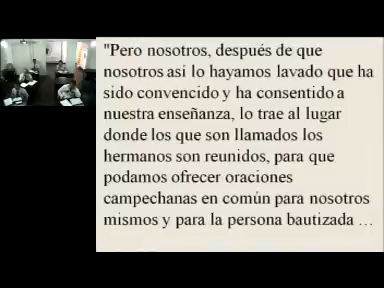 "Pero nosotros, después de que
nosotros asi lo hayamos lavado que ha
sido convencido y ha consentido a
nuestra enseñanza, lo trae al lugar
donde los que son llamados los
hermanos son reunidos, para que
podamos ofrecer oraciones
campechanas en común para nosotros
mismos y para la persona bautizada …